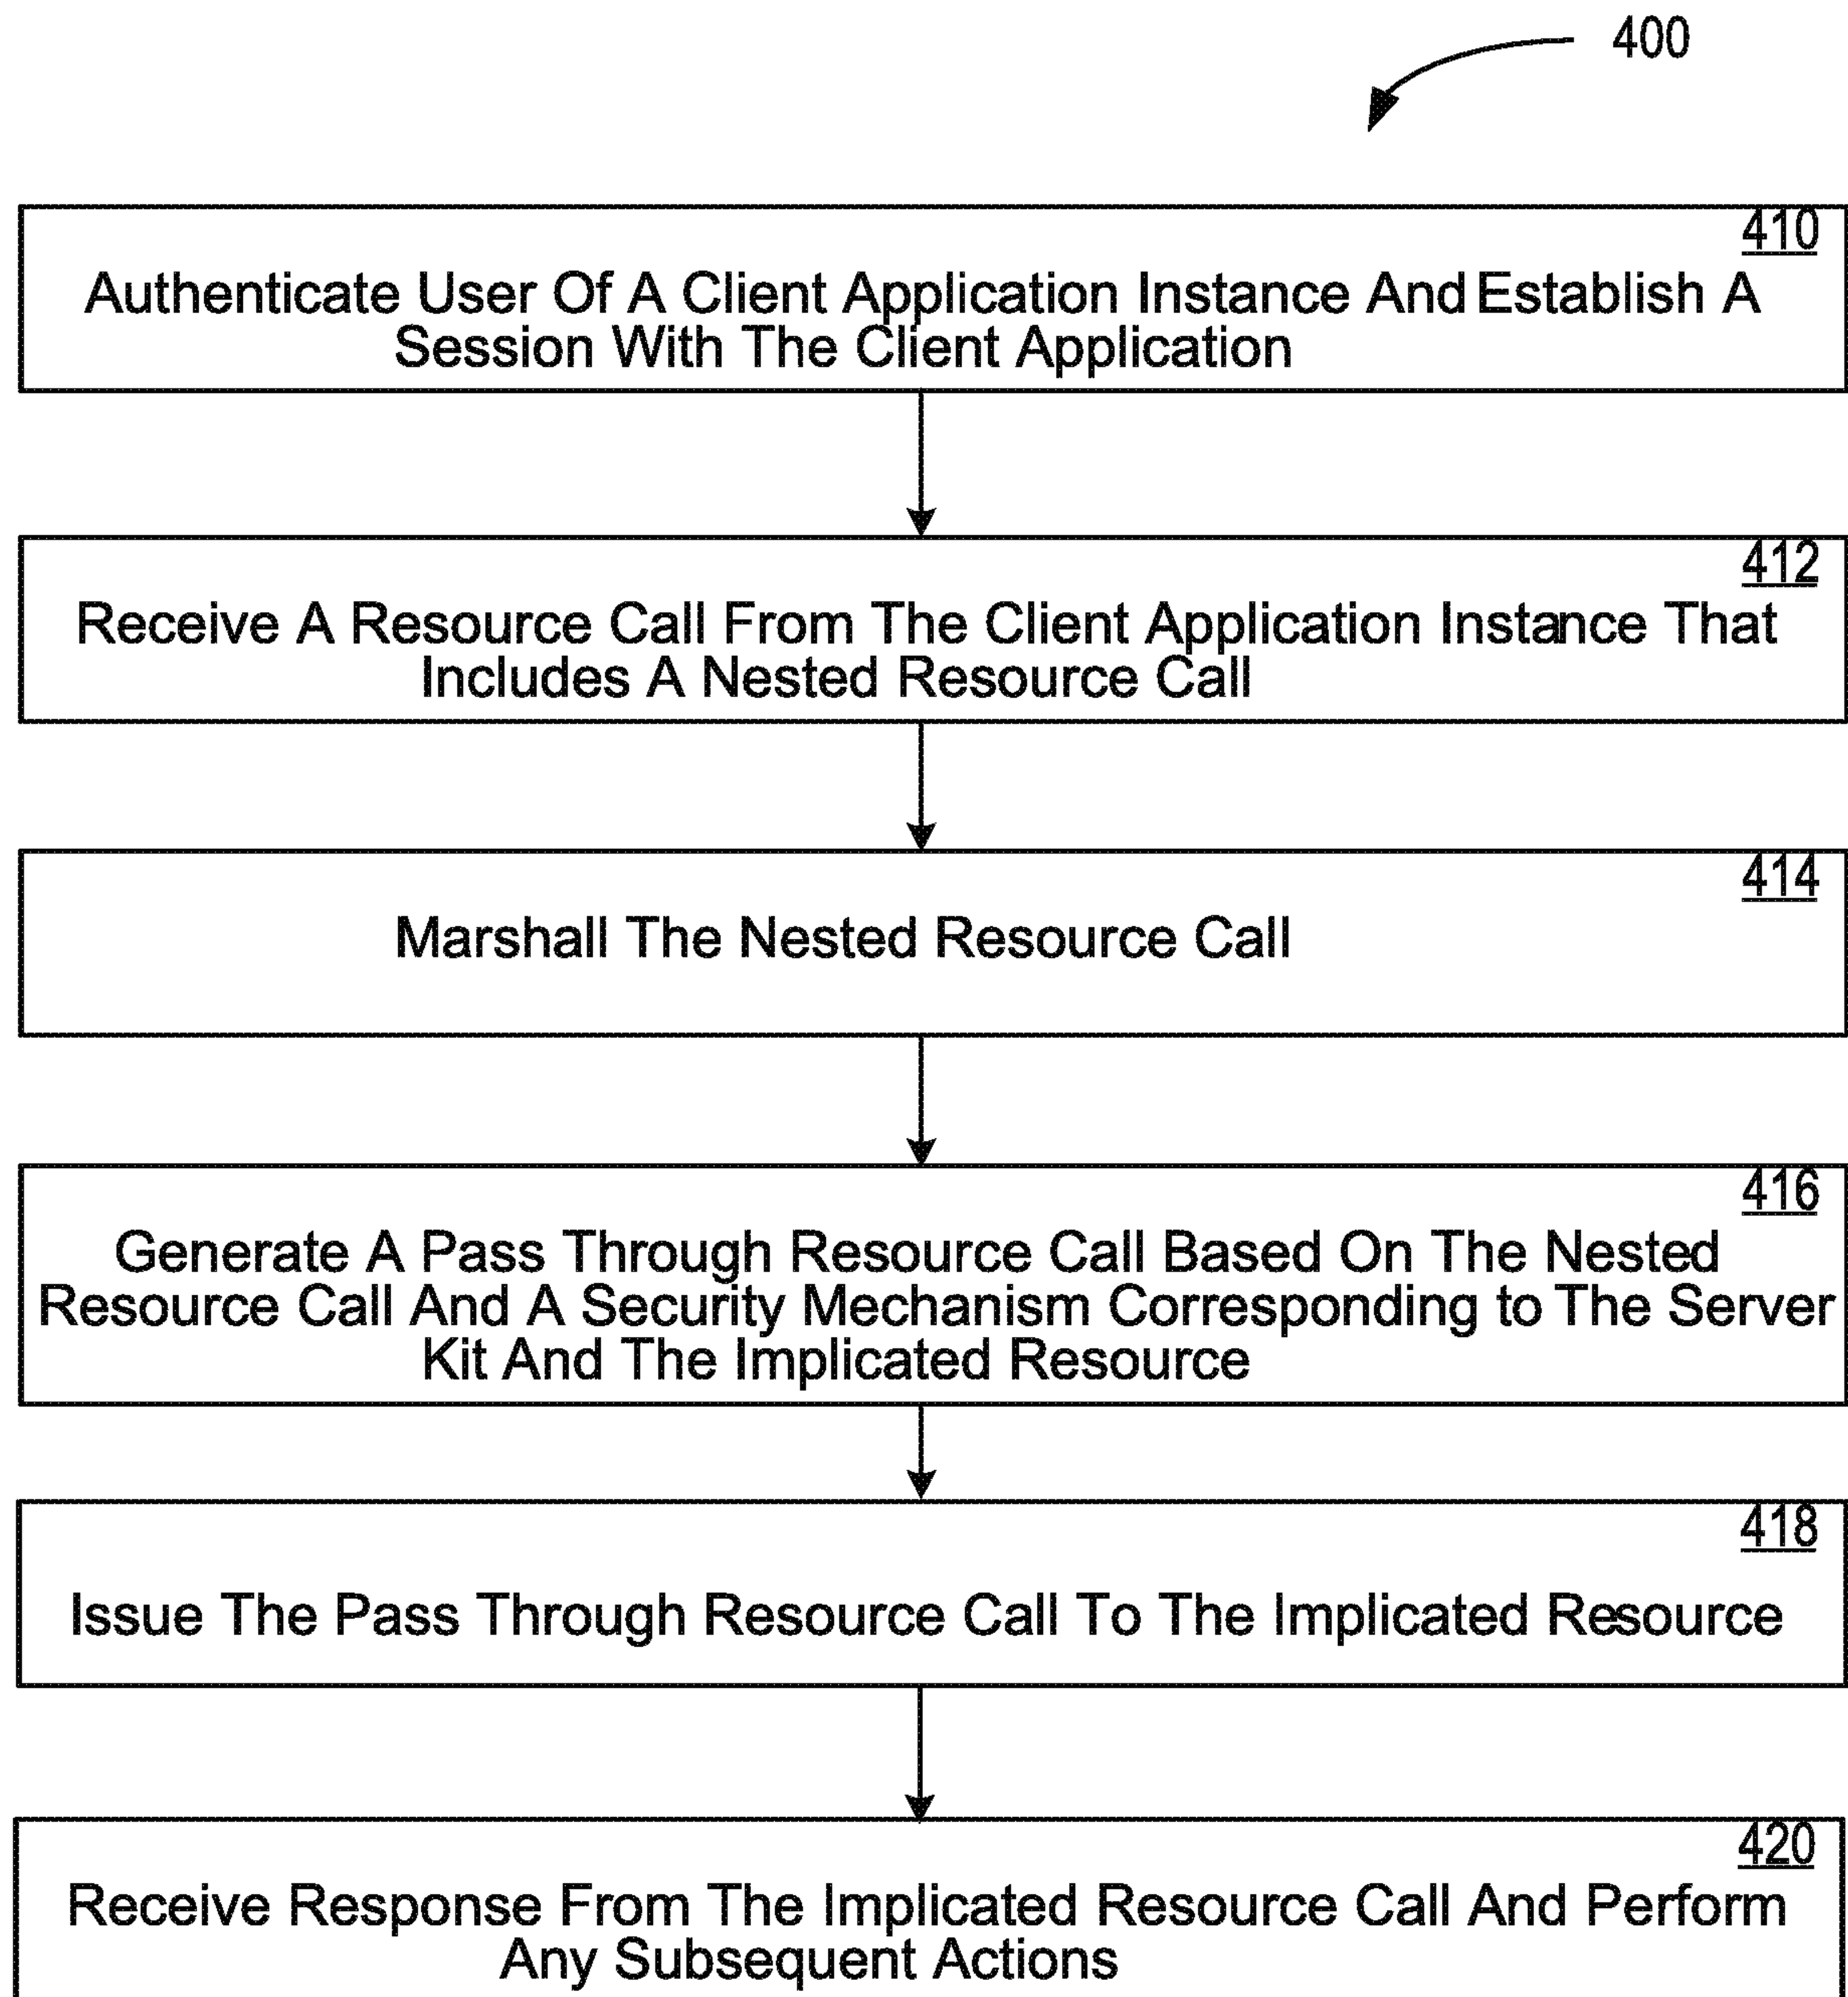 400
410
Authenticate User Of A Client Application Instance And Establish A
Session With The Client Application
412
Receive A Resource Call From The Client Application Instance That
Includes A Nested Resource Call
414
Marshall The Nested Resource Call
416
Generate A Pass Through Resource Call Based On The Nested
Resource Call And A Security Mechanism Corresponding to The Server
Kit And The Implicated Resource
418
Issue The Pass Through Resource Call To The Implicated Resource
420
Receive Response From The Implicated Resource Call And Perform
Any Subsequent Actions